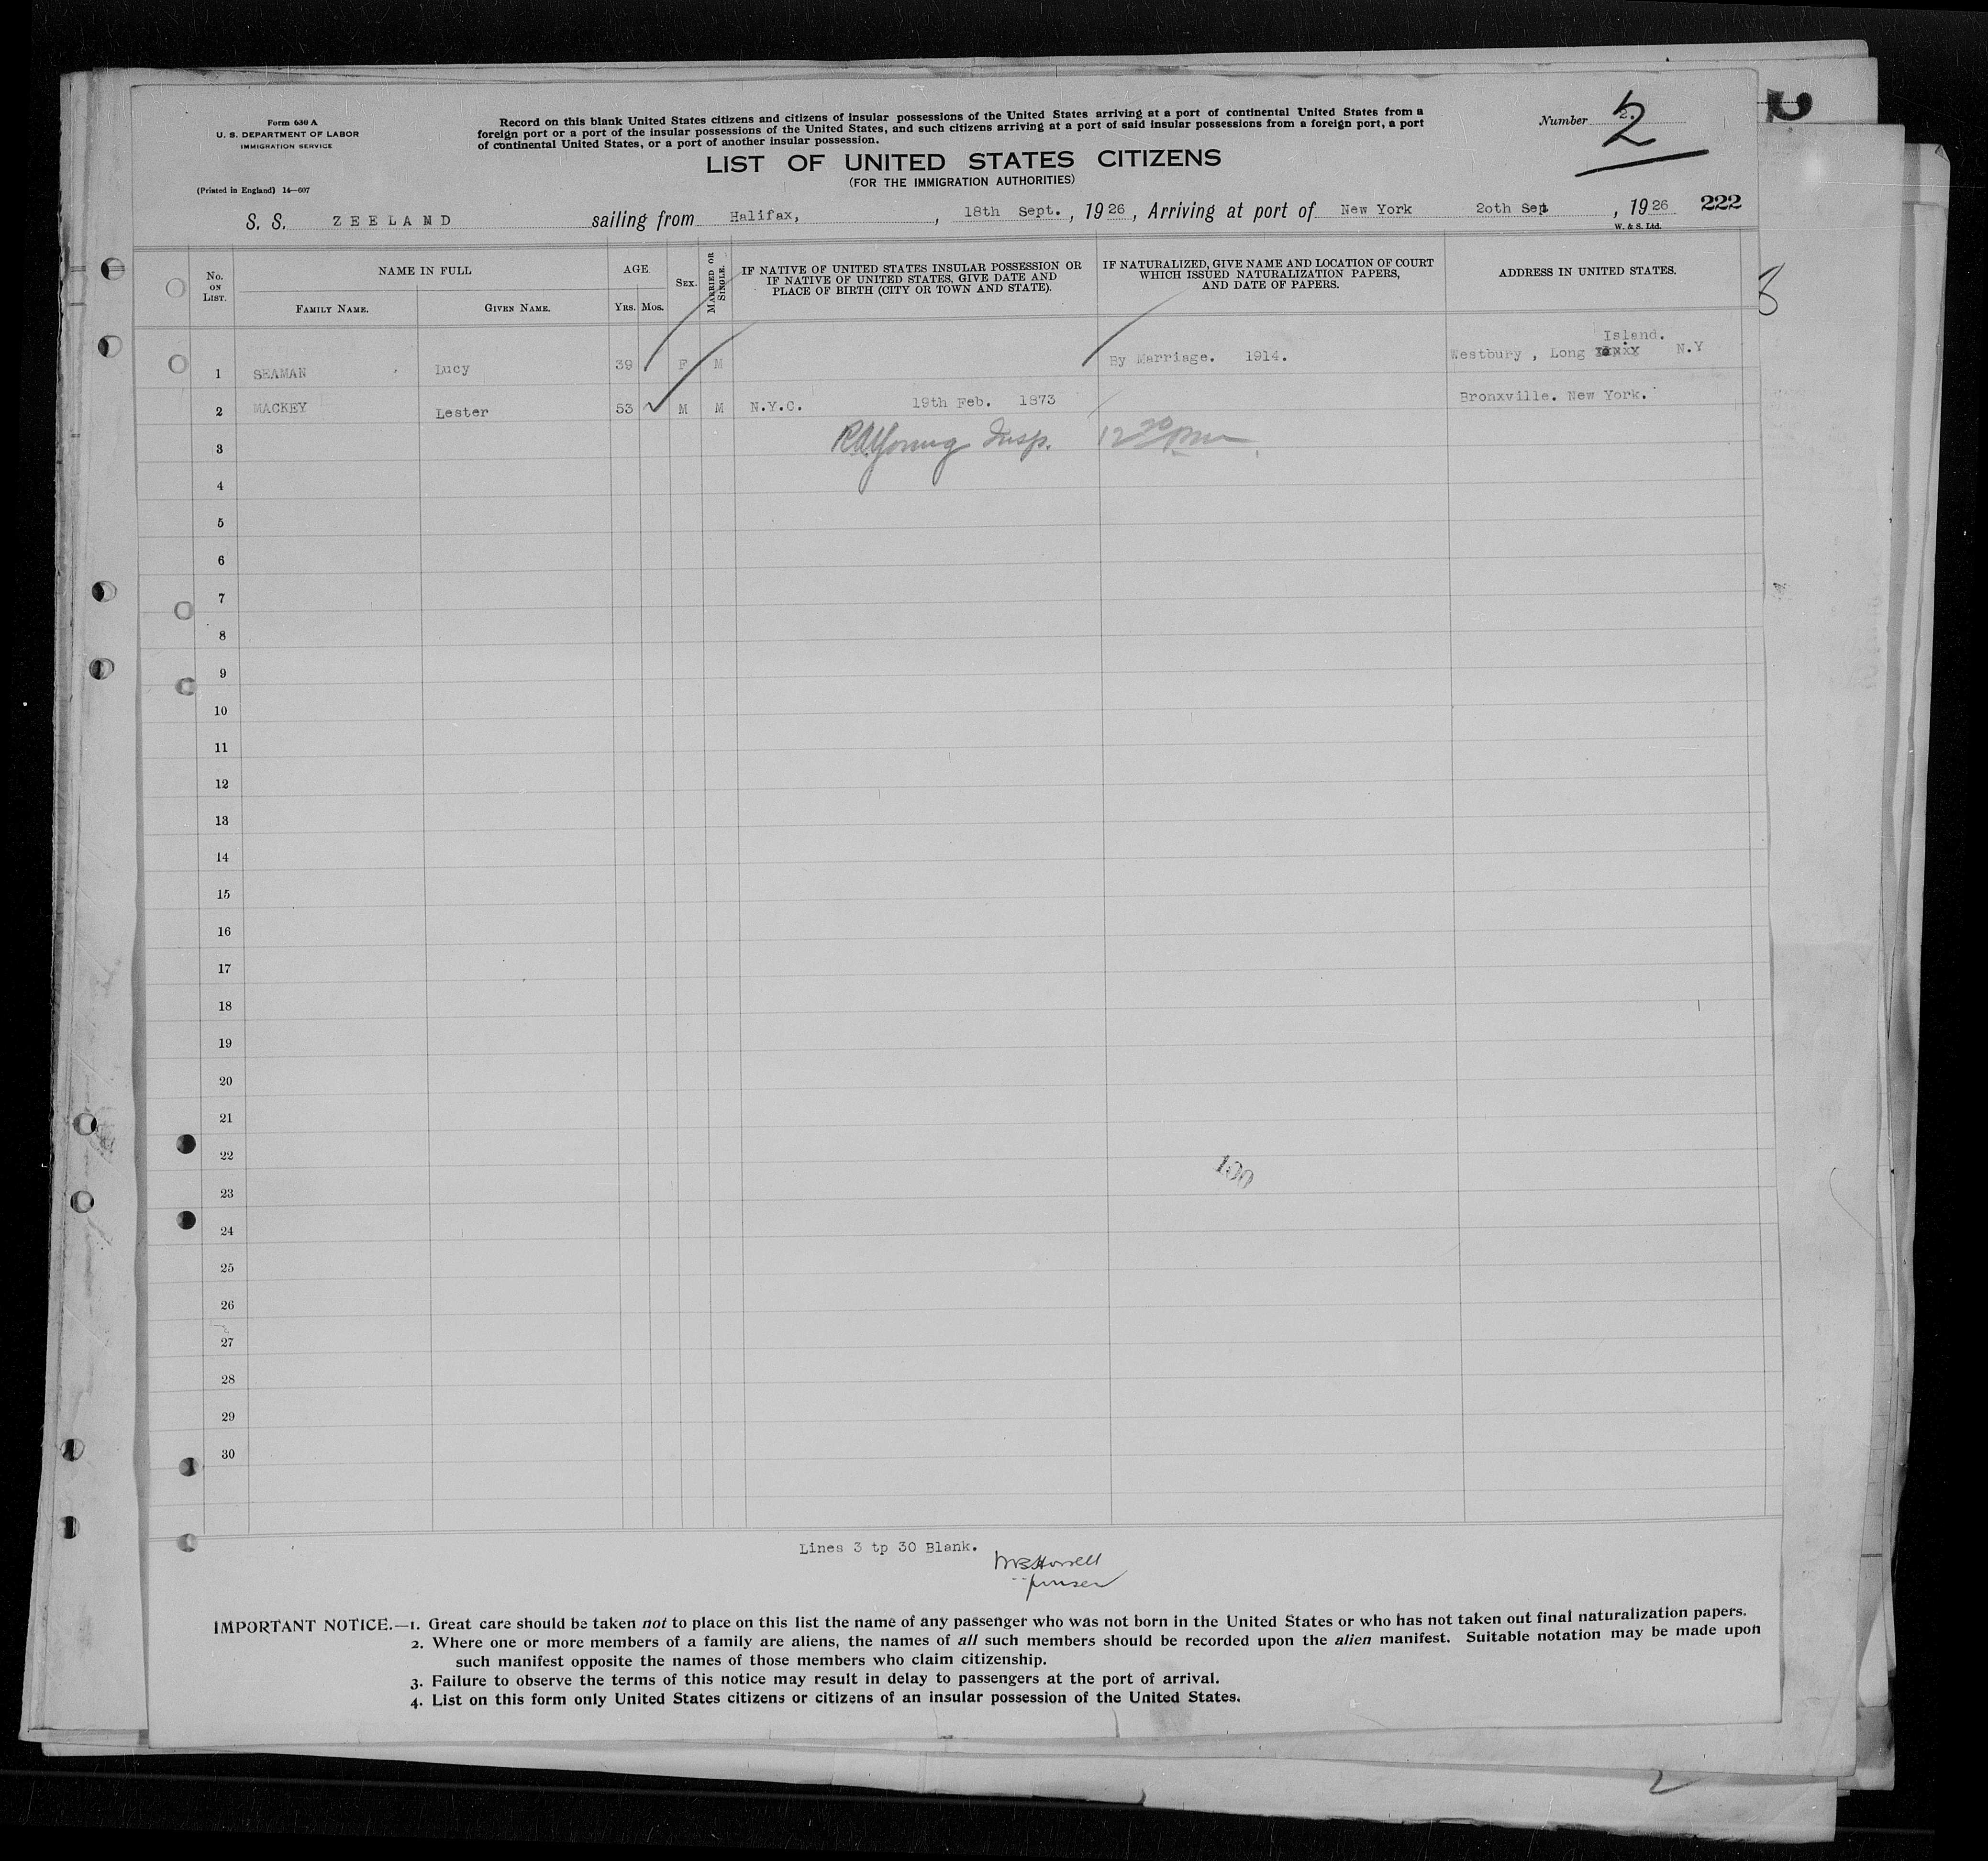 Form 630 A
U. S. DEPARTMENT OF LABOR
IMMIGRATION SERVICE
(Printed in England) 14—607
Record on this blank United States citizens and citizens of insular possessions of the United States arriving at a port of continental United States from a
foreign port or a port of the insular possessions of the United States, and such citizens arriving at a port of said insular possessions from a foreign port, a port
of continental United States, or a port of another insular possession.
Number 2.
2
LIST OF UNITED STATES CITIZENS
(FOR THE IMMIGRATION AUTHORITIES)
S. S. ZEELAND sailing from Halifax, , 18th Sept. , 1926 , Arriving at port of New York 2oth Sept , 1926 222
W. & S. Ltd.
No. ON LIST. NAME IN FULL AGE SEX. MARRIED OR SINGLE. IF NATIVE OF UNITED STATES INSULAR POSSESSION OR IF NATIVE OF UNITED STATES, GIVE DATE AND PLACE OF BIRTH (CITY OR TOWN AND STATE). IF NATURALIZED, GIVE NAME AND LOCATION OF COURT WHICH ISSUED NATURALIZATION PAPERS, AND DATE OF PAPERS. ADDRESS IN UNITED STATES.
FAMILY NAME. GIVEN NAME. YRS. MOS.
Island.
1 SEAMAN Lucy 39 F M By Marriage. 1914. Westbury , Long N.Y
2 MACKEY Lester 53 M M N.Y.C. 19th Feb. 1873 Bronxville. New York.
3 Young Insp. 12 20 pm
4
5
6
7
8
9
10
11
12
13
14
15
16
17
18
19
20
21
22
100
23
24
25
26
27
28
29
30
Lines 3 tp 30 Blank.
purser
IMPORTANT NOTICE.—1. Great care should be taken not to place on this list the name of any passenger who was not born in the United States or who has not taken out final naturalization papers.
2. Where one or more members of a family are aliens, the names of all such members should be recorded upon the alien manifest. Suitable notation may be made upon
such manifest opposite the names of those members who claim citizenship.
3. Failure to observe the terms of this notice may result in delay to passengers at the port of arrival.
4. List on this form only United States citizens or citizens of an insular possession of the United States.
2